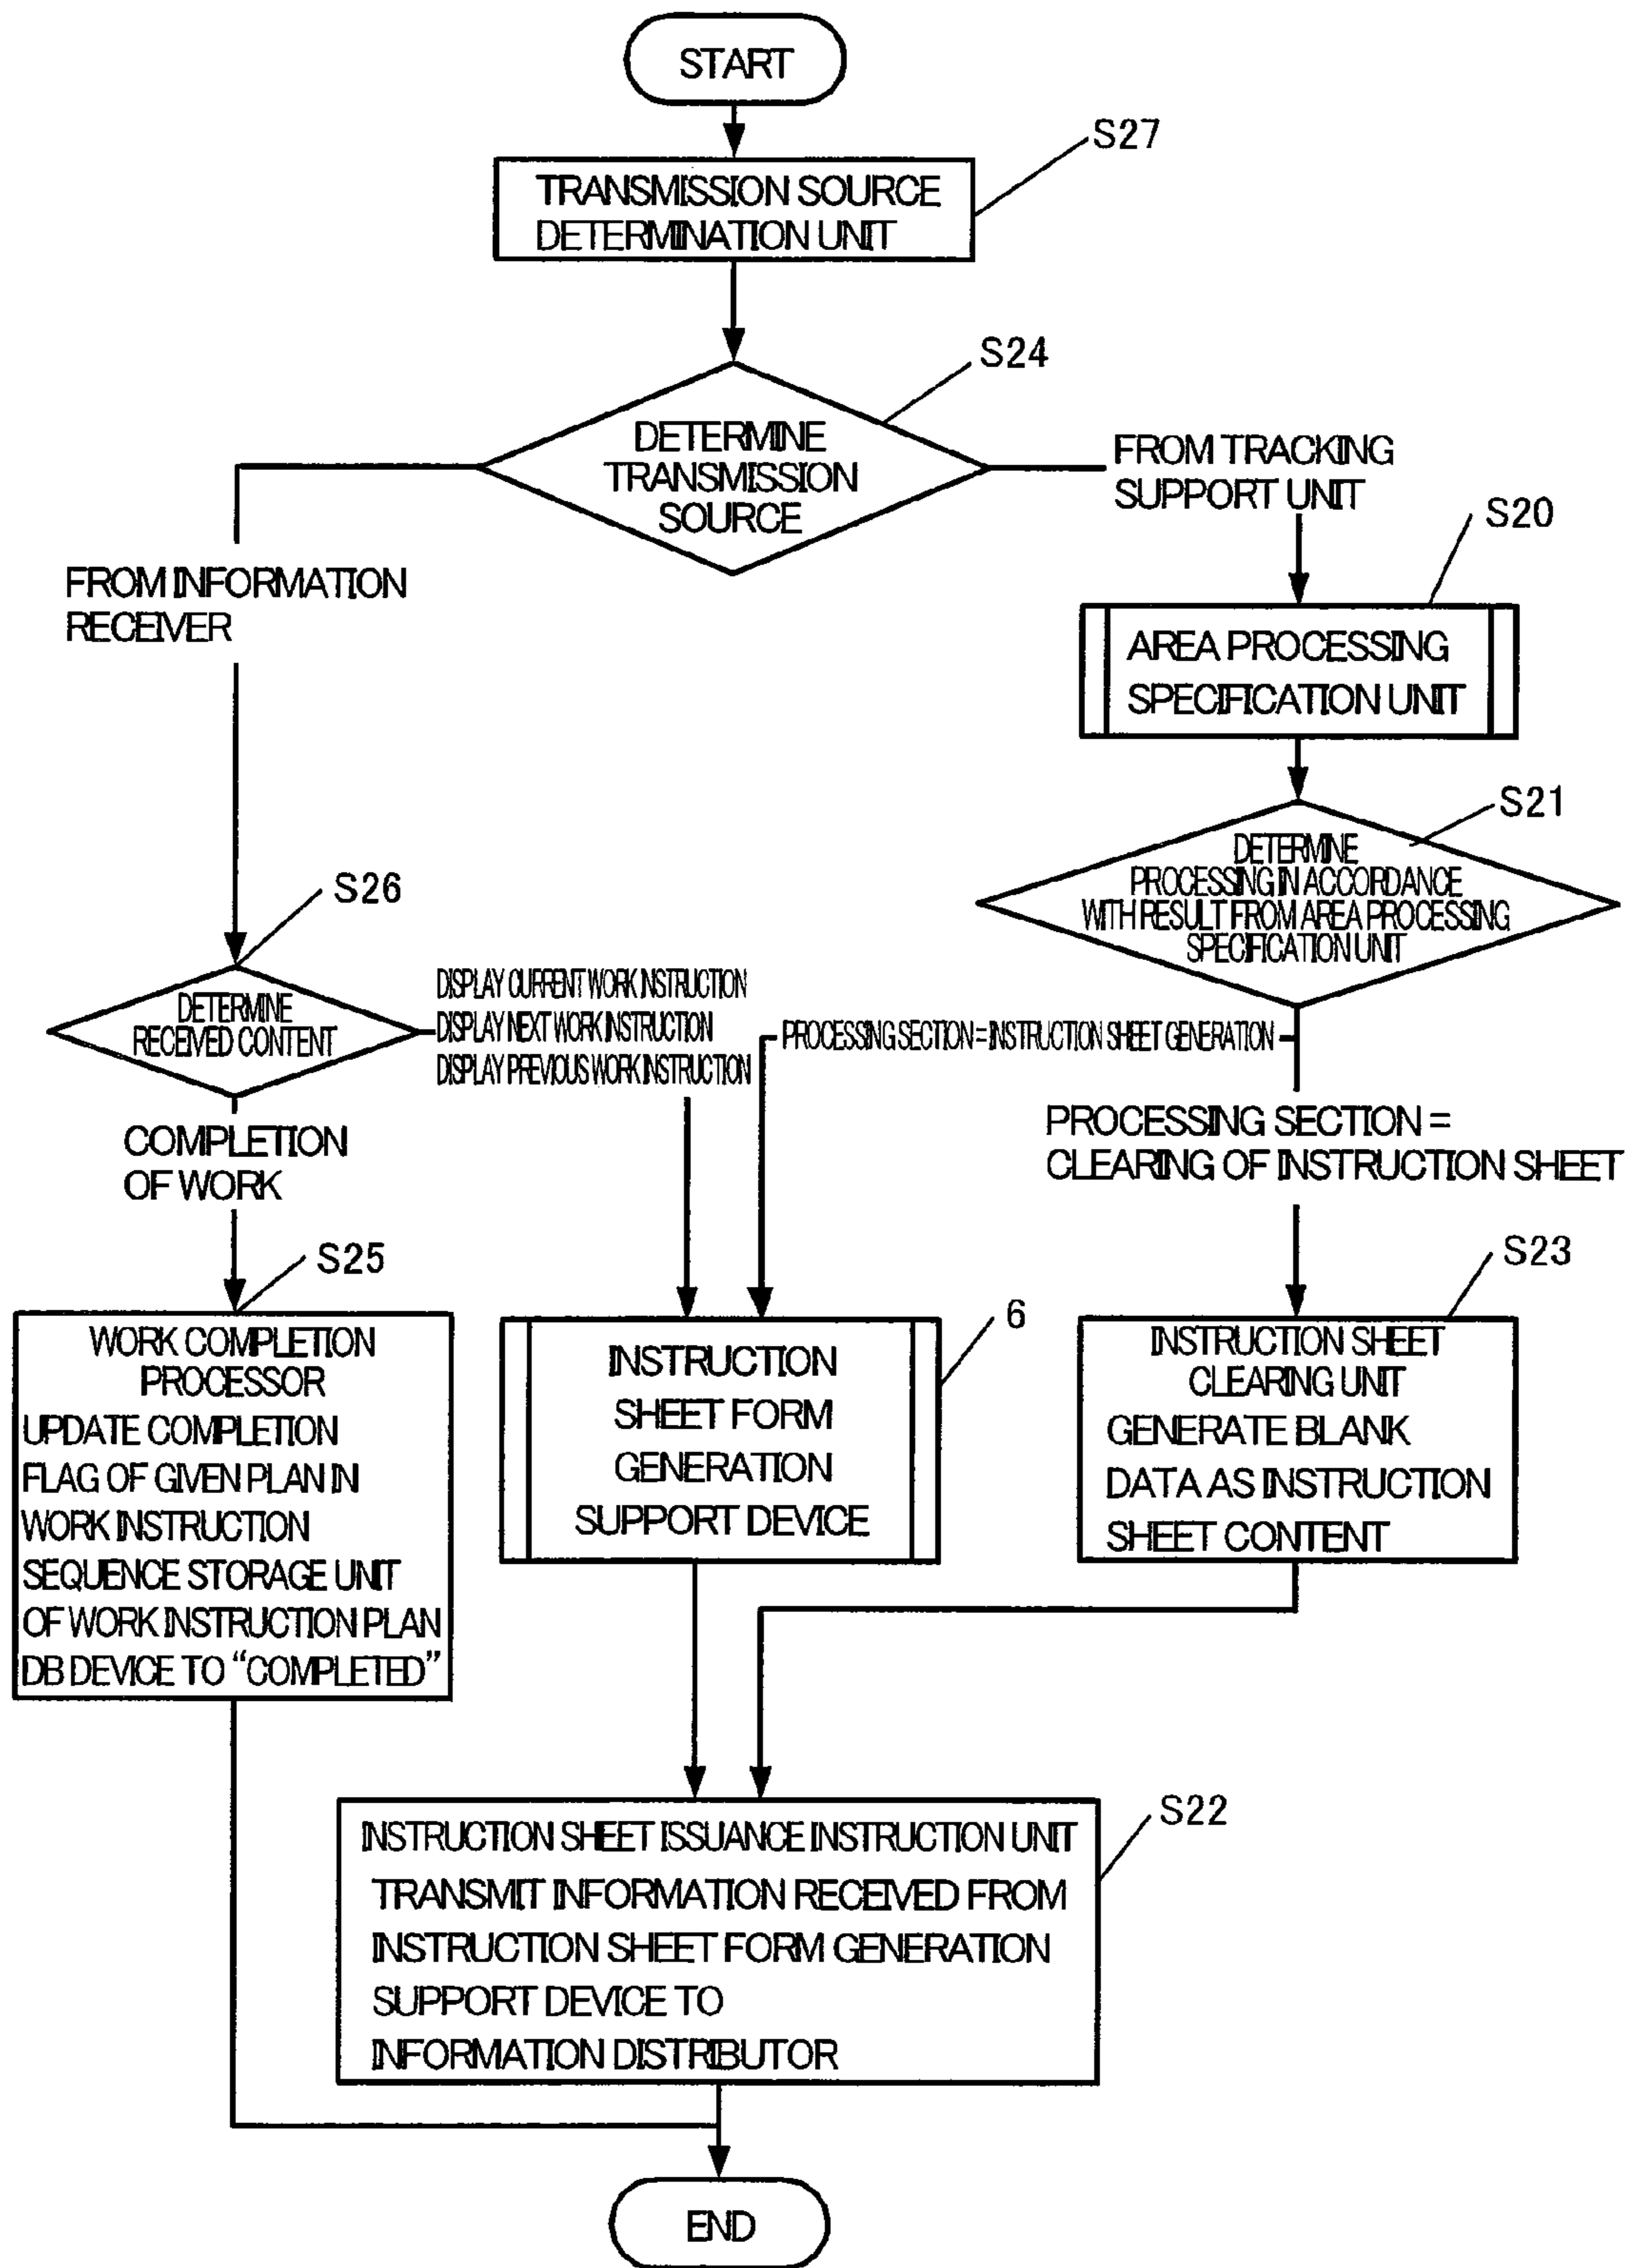 START
S27
TRANSMISSION SOURCE
DETERMINATION UNIT
S24
DETERMINE
TRANSMISSION
SOURCE
FROM TRACKING
SUPPORT UNIT
S20
FROM INFORMATION
RECEIVER
AREA PROCESSING
SPECIFICATION UNIT
S21
DETERMINE
PROCESSING IN ACCORDANCE
WITH RESULT FROM AREA PROCESSING
SPECIFICATION UNIT
S26
DETERMINE
RECEIVED CONTENT
DISPLAY CURRENT WORK INSTRUCTION
DISPLAY NEXT WORK INSTRUCTION
DISPLAY PREVIOUS WORK INSTRUCTION
PROCESSING SECTION = INSTRUCTION SHEET GENERATION
COMPLETION
OF WORK
PROCESSING SECTION =
CLEARING OF INSTRUCTION SHEET
S25
WORK COMPLETION
PROCESSOR
UPDATE COMPLETION
FLAG OF GIVEN PLAN IN
WORK INSTRUCTION
SEQUENCE STORAGE UNIT
OF WORK INSTRUCTION PLAN
DB DEVICE TO “COMPLETED”
6
INSTRUCTION
SHEET FORM
GENERATION
SUPPORT DEVICE
S23
INSTRUCTION SHEET
CLEARING UNIT
GENERATE BLANK
DATA AS INSTRUCTION
SHEET CONTENT
S22
INSTRUCTION SHEET ISSUANCE INSTRUCTION UNIT
TRANSMIT INFORMATION RECEIVED FROM
INSTRUCTION SHEET FORM GENERATION
SUPPORT DEVICE TO
INFORMATION DISTRIBUTOR
END